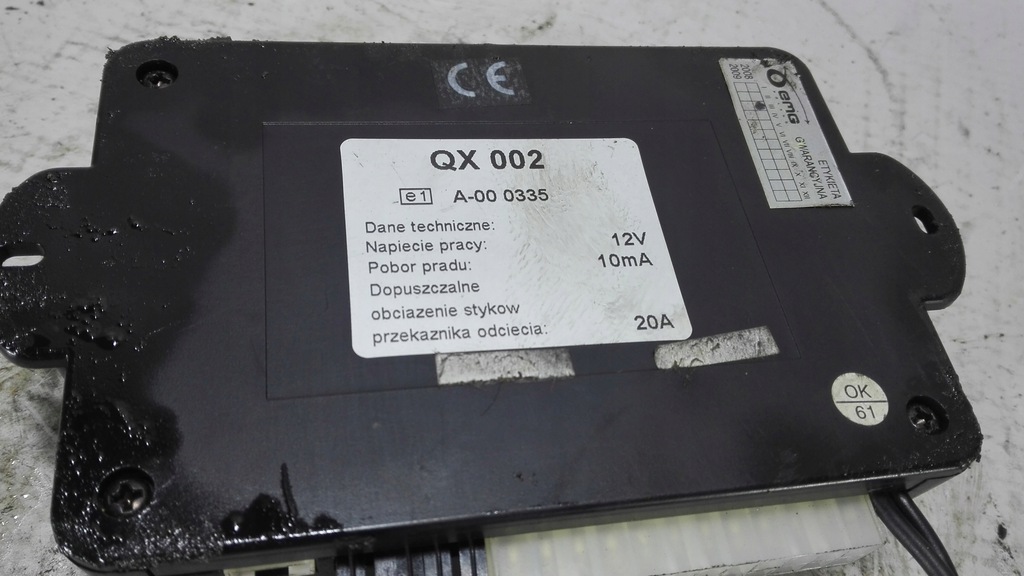 CE
QX 002
e1 A-00 0335
Dane techniczne:
Napiecie pracy: 12V
Pobor pradu: 10mA
Dopuszczalne
obciazenie stykow
przekaznika odciecia: 20A
ETYKIETA
GWARANCYJNA
2008
2009
OK
61